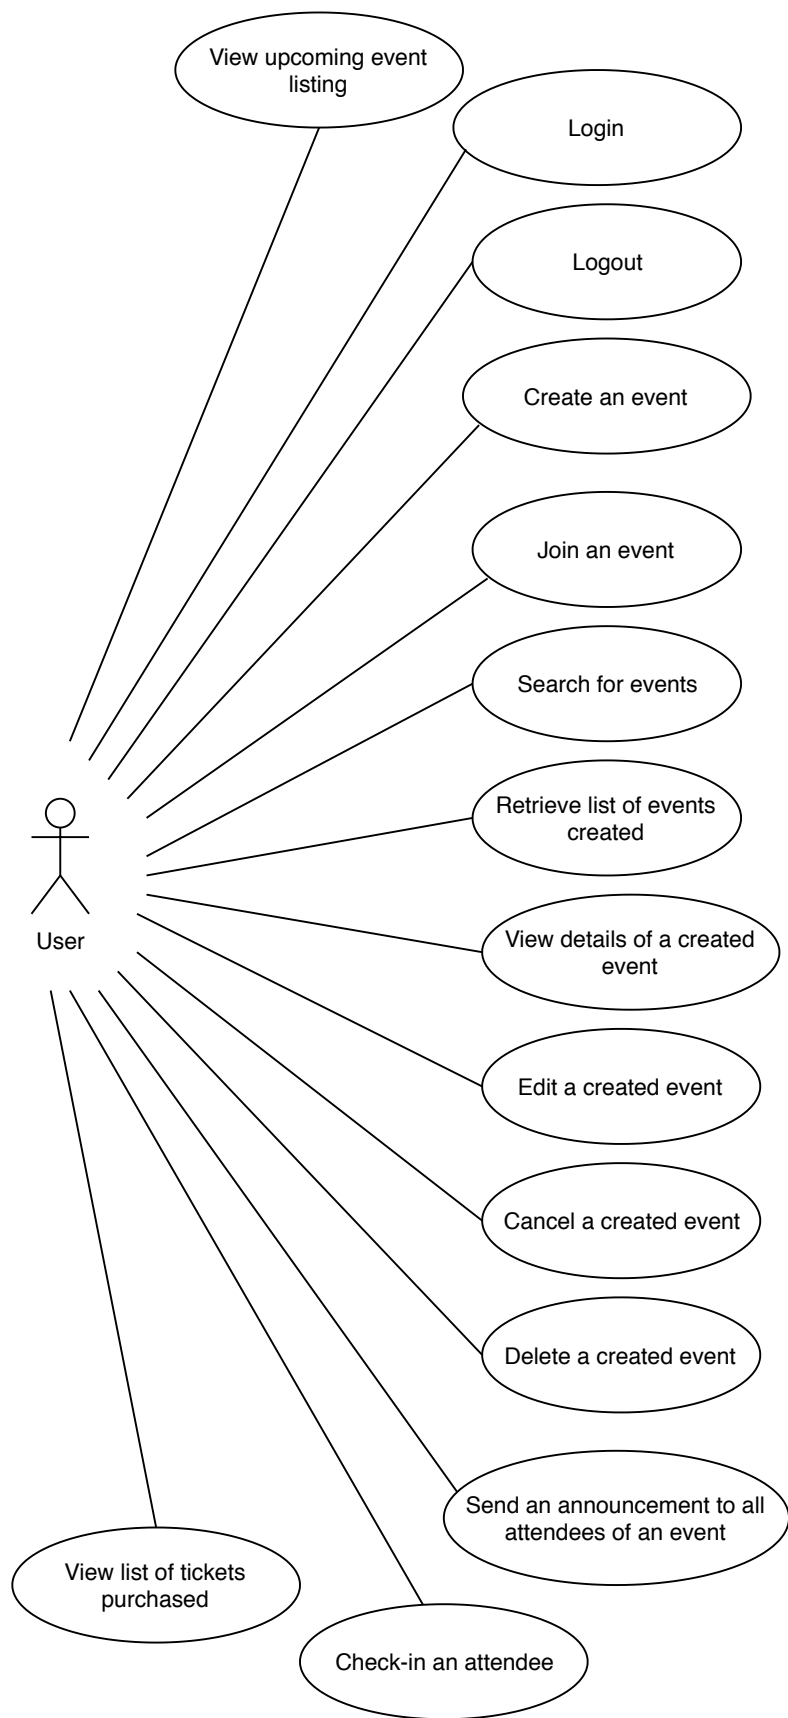 View upcoming event
listing
Login
Logout
Create an event
Join an event
Search for events
Retrieve list of events
created
User
View details of a created
event
Edit a created event
Cancel a created event
Delete a created event
Send an announcement to all
attendees of an event
View list of tickets
purchased
Check-in an attendee